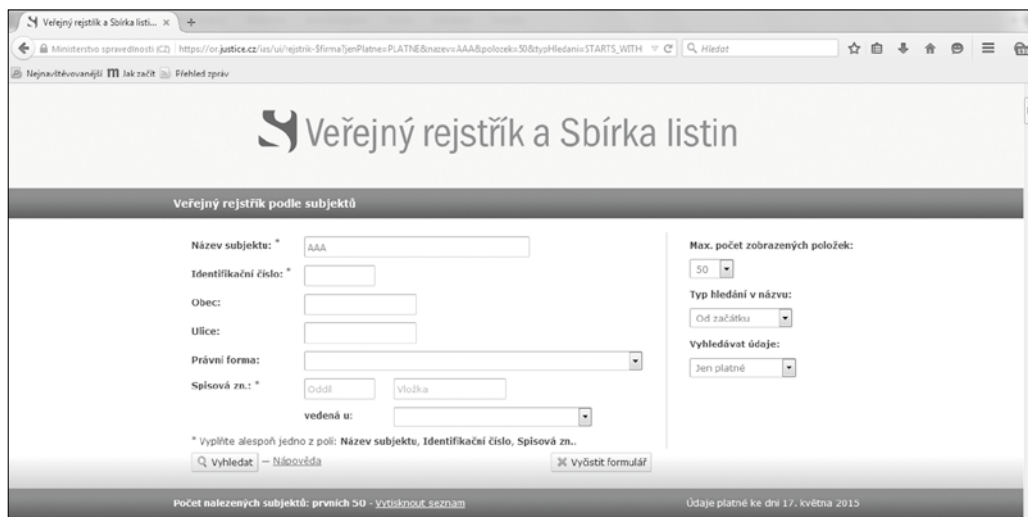 Veřejný rejstřík a Sbírka listi... × +
Ministerstvo spravedlnosti (CZ) https://or.justice.cz/ias/ui/rejstrik-$firma?jenPlatne=PLATNE&nazev=AAA&polozek=50&typHledani=STARTS_WITH Hledat
Nejnavštěvovanější Jak začít Přehled zpráv
Veřejný rejstřík a Sbírka listin
Veřejný rejstřík podle subjektů
Název subjektu: * AAA
Identifikační číslo: *
Obec:
Ulice:
Právní forma:
Spisová zn.: * Oddíl Vložka
vedená u:
* Vyplňte alespoň jedno z polí: Název subjektu, Identifikační číslo, Spisová zn..
Vyhledat – Nápověda Vyčistit formulář
Max. počet zobrazených položek:
50
Typ hledání v názvu:
Od začátku
Vyhledávat údaje:
Jen platné
Počet nalezených subjektů: prvních 50 - Vytisknout seznam Údaje platné ke dni 17. května 2015